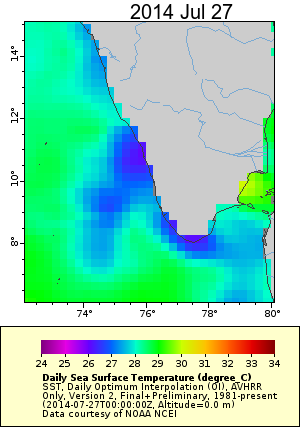 2014 Jul 27
14°
12°
10°
8°
74° 76° 78° 80°
24 25 26 27 28 29 30 31 32 33 34
Daily Sea Surface Temperature (degree_C)
SST, Daily Optimum Interpolation (OI), AVHRR
Only, Version 2, Final+Preliminary, 1981-present
(2014-07-27T00:00:00Z, Altitude=0.0 m)
Data courtesy of NOAA NCEI